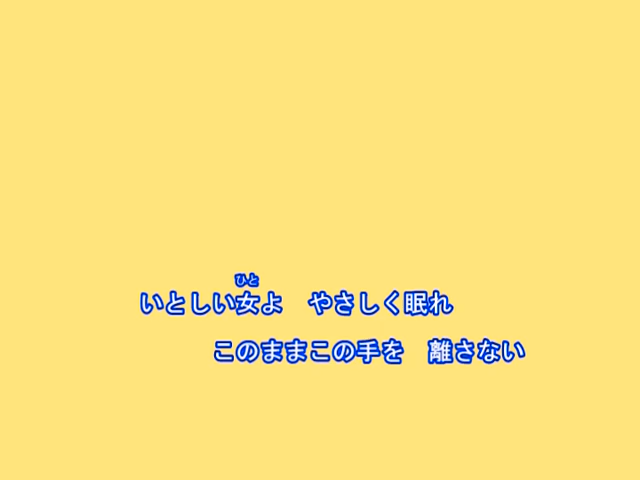 ひと
いとしい女よ　やさしく眠れ
このままこの手を　離さない